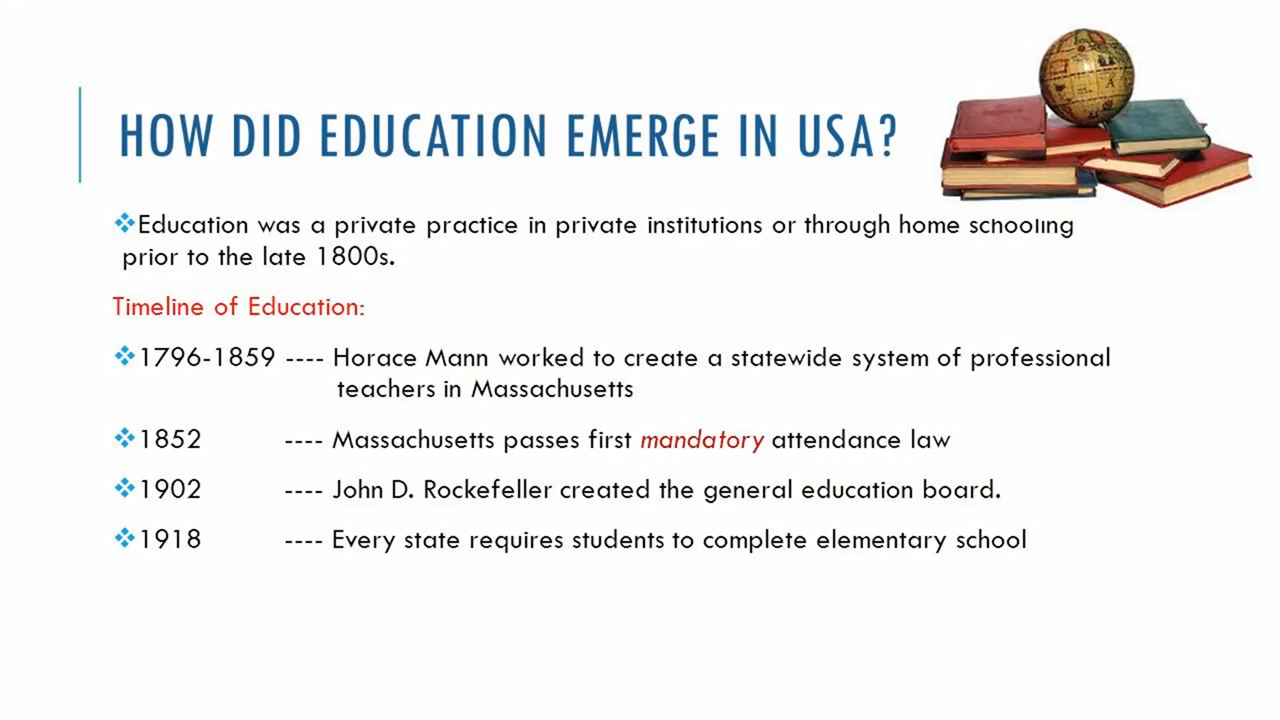 HOW DID EDUCATION EMERGE IN USA?
Education was a private practice in private institutions or through home schooling
prior to the late 1800s.
Timeline of Education:
1796-1859 ---- Horace Mann worked to create a statewide system of professional
teachers in Massachusetts
1852 ---- Massachusetts passes first mandatory attendance law
1902 ---- John D. Rockefeller created the general education board.
1918 ---- Every state requires students to complete elementary school